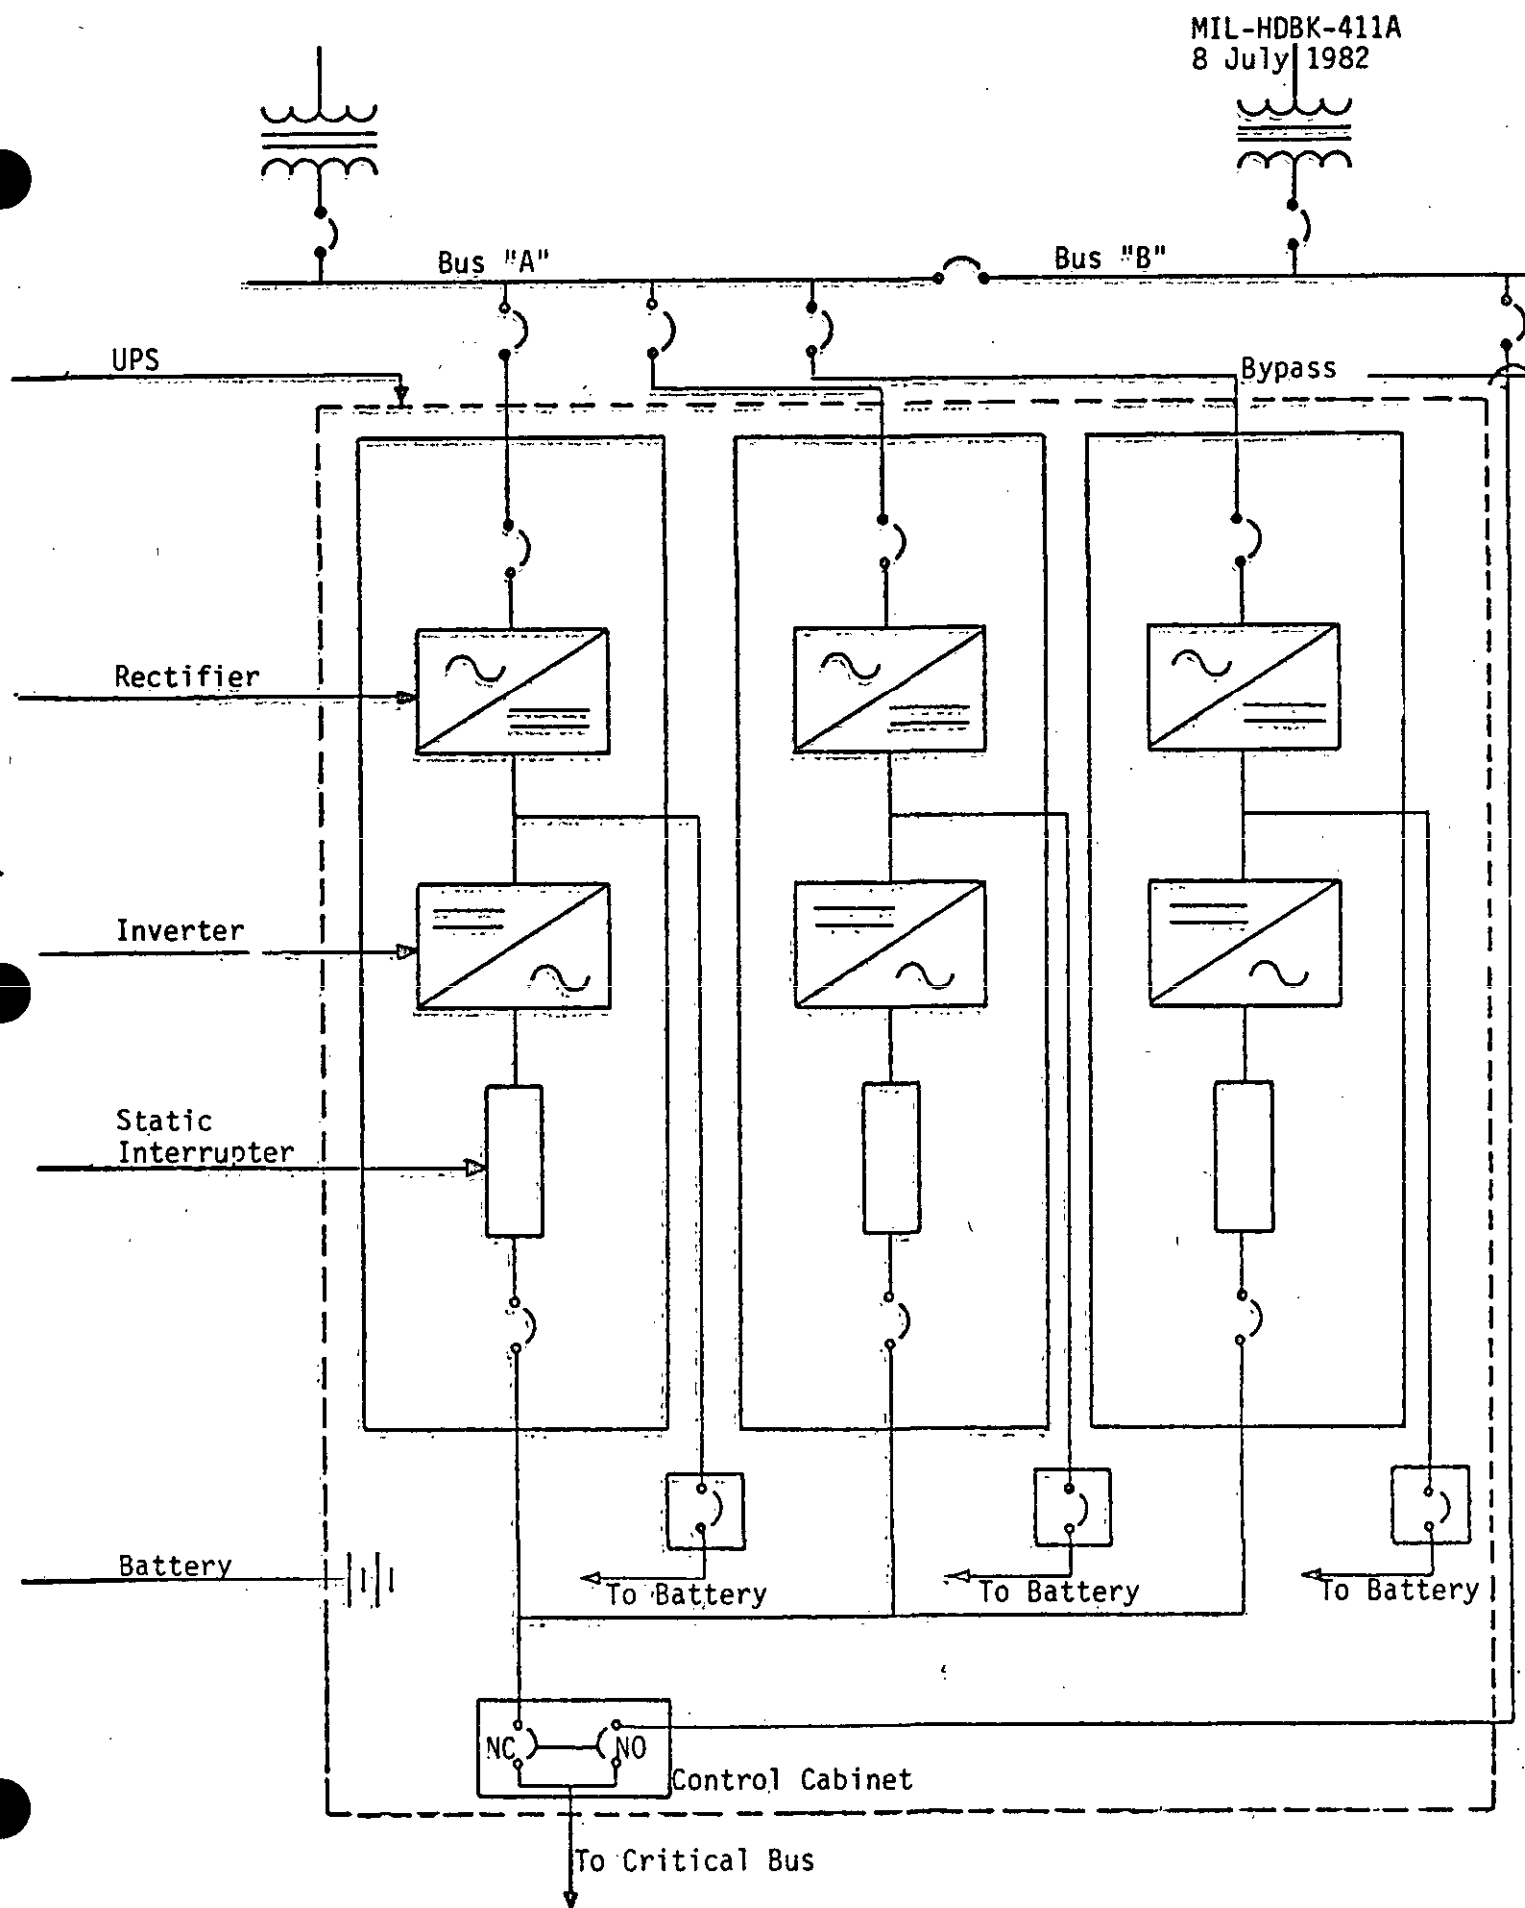 MIL-HDBK-411A
8 July 1982
Bus "A"
Bus "B"
UPS
Bypass
Rectifier
Inverter
Static
Interrupter
Battery
To Battery
To Battery
To Battery
NC
NO
Control Cabinet
To Critical Bus